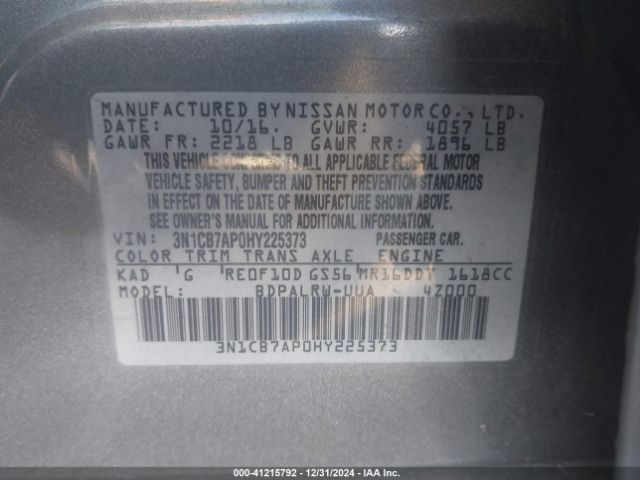 MANUFACTURED BY NISSAN MOTOR CO., LTD.
DATE: 10/16. GVWR: 4057 LB
GAWR FR: 2218 LB GAWR RR: 1896 LB
THIS VEHICLE CONFORMS TO ALL APPLICABLE FEDERAL MOTOR
VEHICLE SAFETY, BUMPER AND THEFT PREVENTION STANDARDS
IN EFFECT ON THE DATE OF MANUFACTURE SHOWN ABOVE.
SEE OWNER'S MANUAL FOR ADDITIONAL INFORMATION.
VIN: 3N1CB7AP0HY225373 PASSENGER CAR.
COLOR TRIM TRANS AXLE ENGINE
KAD G RE0F10D GS56 MR16DDT 1618CC
MODEL: BDPALRW-UUA - 4Z000
3N1CB7AP0HY225373
000-41215792 - 12/31/2024 - IAA Inc.